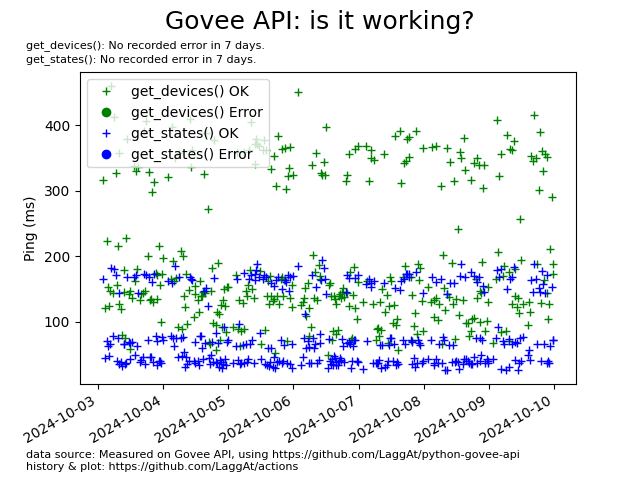 Govee API: is it working?
get_devices(): No recorded error in 7 days.
get_states(): No recorded error in 7 days.
get_devices() OK
get_devices() Error
get_states() OK
get_states() Error
400
300
200
100
Ping (ms)
2024-10-03
2024-10-04
2024-10-05
2024-10-06
2024-10-07
2024-10-08
2024-10-09
2024-10-10
data source: Measured on Govee API, using https://github.com/LaggAt/python-govee-api
history & plot: https://github.com/LaggAt/actions